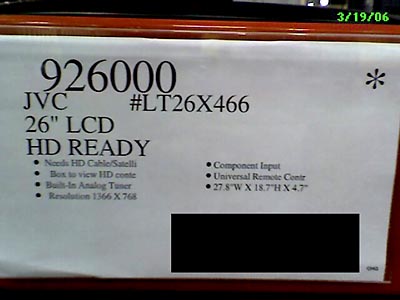 3/19/06
926000 *
JVC #LT26X466
26" LCD
HD READY
• Needs HD Cable/Satelli
Box to view HD conte
• Built-In Analog Tuner
• Resolution 1366 X 768
• Component Input
• Universal Remote Contr
• 27.8"W X 18.7"H X 4.7"